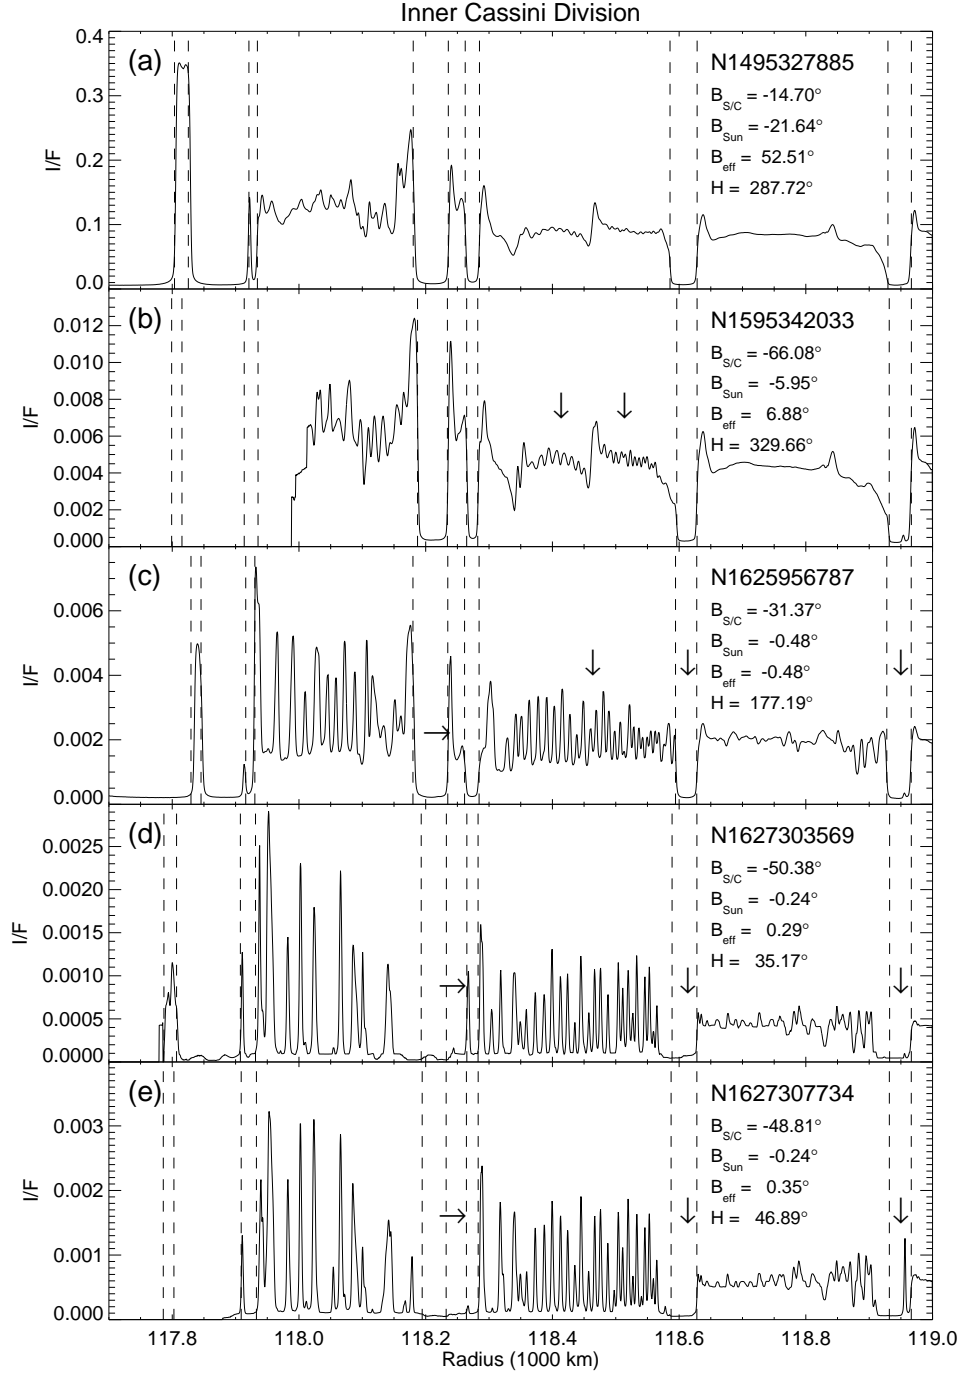 Inner Cassini Division
(a)
N1495327885
B_S/C = -14.70°
B_Sun = -21.64°
B_eff = 52.51°
H = 287.72°
0.4
0.3
0.2
0.1
0.0
I/F
(b)
N1595342033
B_S/C = -66.08°
B_Sun = -5.95°
B_eff = 6.88°
H = 329.66°
0.012
0.010
0.008
0.006
0.004
0.002
0.000
I/F
(c)
N1625956787
B_S/C = -31.37°
B_Sun = -0.48°
B_eff = -0.48°
H = 177.19°
0.006
0.004
0.002
0.000
I/F
(d)
N1627303569
B_S/C = -50.38°
B_Sun = -0.24°
B_eff = 0.29°
H = 35.17°
0.0025
0.0020
0.0015
0.0010
0.0005
0.0000
I/F
(e)
N1627307734
B_S/C = -48.81°
B_Sun = -0.24°
B_eff = 0.35°
H = 46.89°
0.003
0.002
0.001
0.000
I/F
117.8 118.0 118.2 118.4 118.6 118.8 119.0
Radius (1000 km)